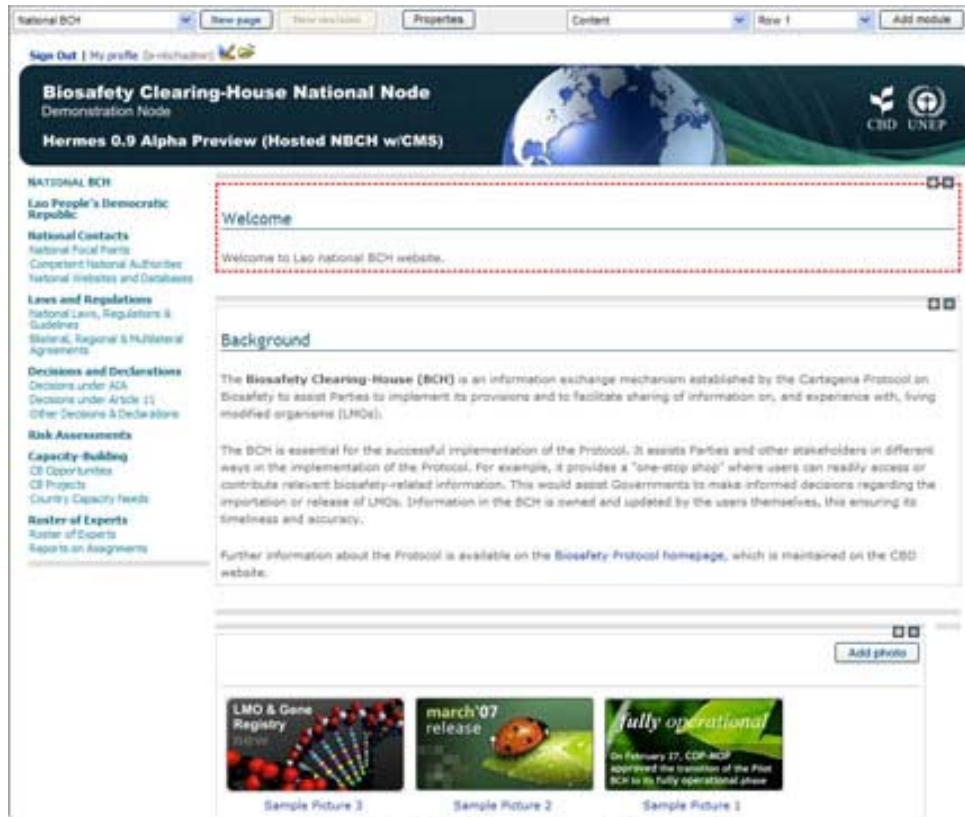 National BCH
New page
New revision
Properties
Content
Row 1
Add module
Sign Out | My profile
Biosafety Clearing-House National Node
Demonstration Node
Hermes 0.9 Alpha Preview (Hosted NBCH w/CMS)
CBD UNEP
NATIONAL BCH
Lao People's Democratic
Republic
National Contacts
National Focal Points
Competent National Authorities
National Websites and Databases
Laws and Regulations
National Laws, Regulations &
Guidelines
Bilateral, Regional & Multilateral
Agreements
Decisions and Declarations
Decisions under AIA
Decisions under Article 11
Other Decisions & Declarations
Risk Assessments
Capacity-Building
CB Opportunities
CB Projects
Country Capacity Needs
Roster of Experts
Roster of Experts
Reports on Assignments
Welcome
Welcome to Lao national BCH website.
Background
The Biosafety Clearing-House (BCH) is an information exchange mechanism established by the Cartagena Protocol on
Biosafety to assist Parties to implement its provisions and to facilitate sharing of information on, and experience with, living
modified organisms (LMOs).
The BCH is essential for the successful implementation of the Protocol. It assists Parties and other stakeholders in different
ways in the implementation of the Protocol. For example, it provides a "one-stop shop" where users can readily access or
contribute relevant biosafety-related information. This would assist Governments to make informed decisions regarding the
importation or release of LMOs. Information in the BCH is owned and updated by the users themselves, this ensuring its
timeliness and accuracy.
Further information about the Protocol is available on the Biosafety Protocol homepage, which is maintained on the CBD
website.
Add photo
LMO & Gene
Registry
new
march'07
release
fully operational
On February 27, COP-MOP
approved the transition of the Pilot
BCH to its fully operational phase
Sample Picture 3
Sample Picture 2
Sample Picture 1